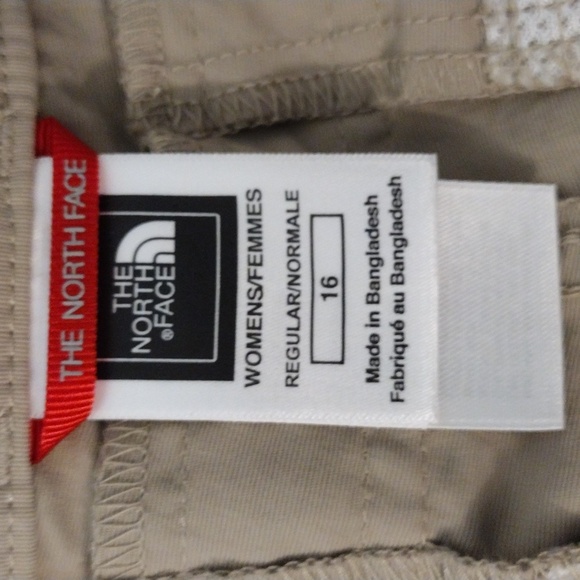 THE NORTH FACE
THE
NORTH
®FACE
WOMENS/FEMMES
REGULAR/NORMALE
16
Made in Bangladesh
Fabriqué au Bangladesh